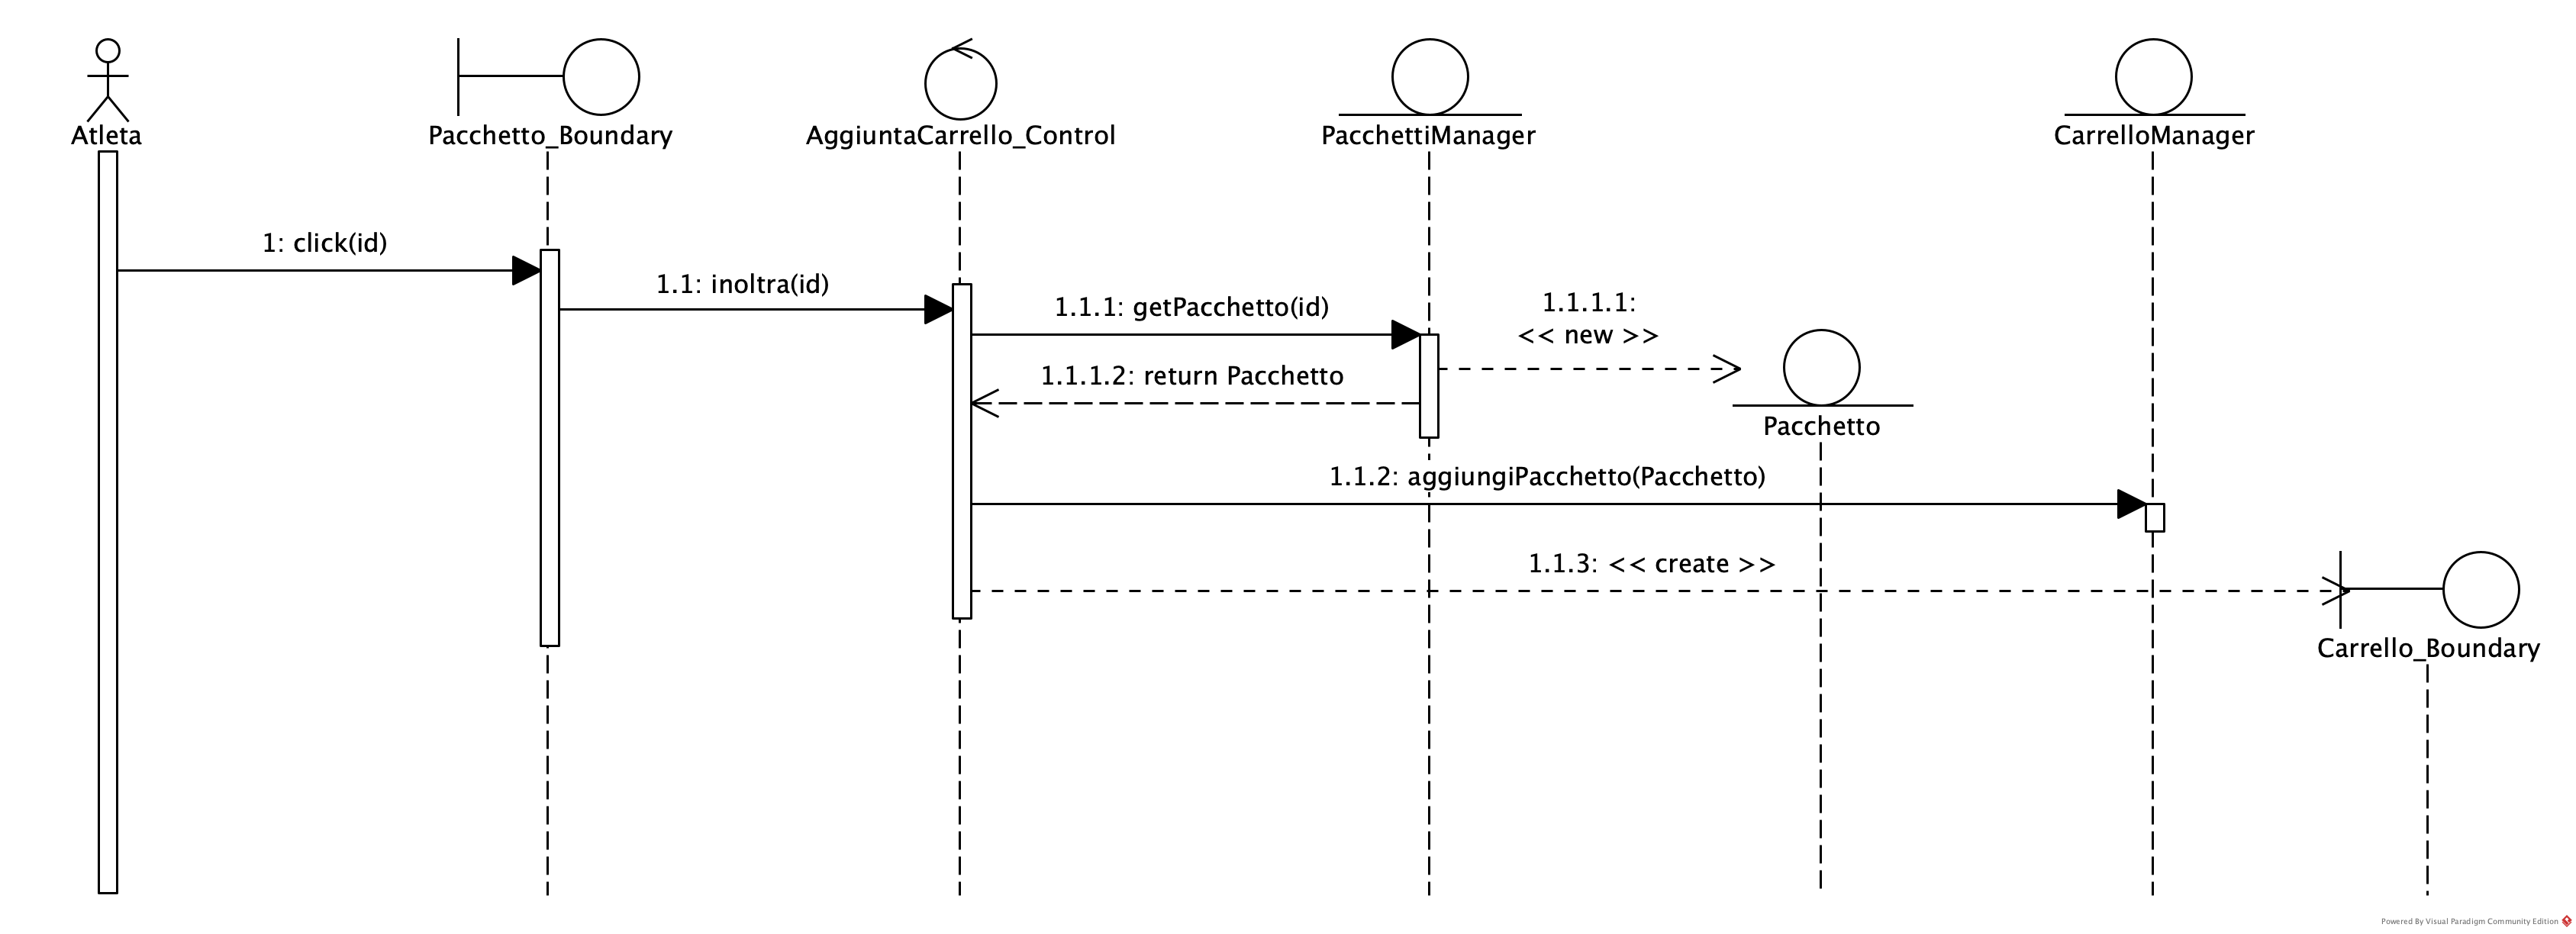 Atleta
Pacchetto_Boundary
AggiuntaCarrello_Control
PacchettiManager
CarrelloManager
1: click(id)
1.1: inoltra(id)
1.1.1: getPacchetto(id)
1.1.1.1:
<< new >>
1.1.1.2: return Pacchetto
Pacchetto
1.1.2: aggiungiPacchetto(Pacchetto)
1.1.3: << create >>
Carrello_Boundary
Powered By Visual Paradigm Community Edition